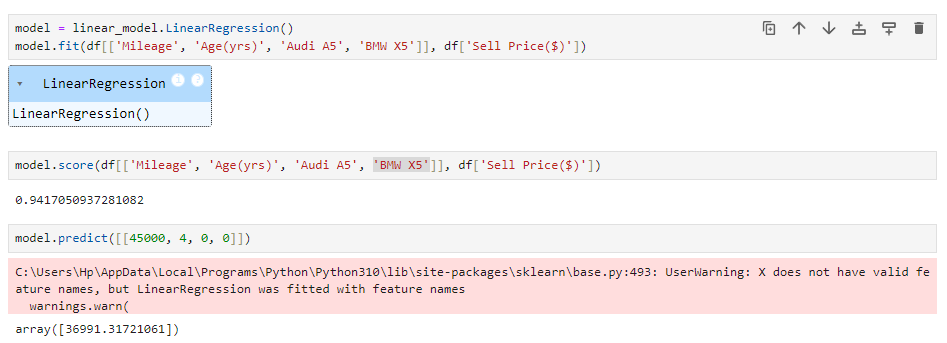 model = linear_model.LinearRegression()
model.fit(df[['Mileage', 'Age(yrs)', 'Audi A5', 'BMW X5']], df['Sell Price($)'])
LinearRegression i ?
LinearRegression()
model.score(df[['Mileage', 'Age(yrs)', 'Audi A5', 'BMW X5']], df['Sell Price($)'])
0.9417050937281082
model.predict([[45000, 4, 0, 0]])
C:\Users\Hp\AppData\Local\Programs\Python\Python310\lib\site-packages\sklearn\base.py:493: UserWarning: X does not have valid fe
ature names, but LinearRegression was fitted with feature names
  warnings.warn(
array([36991.31721061])